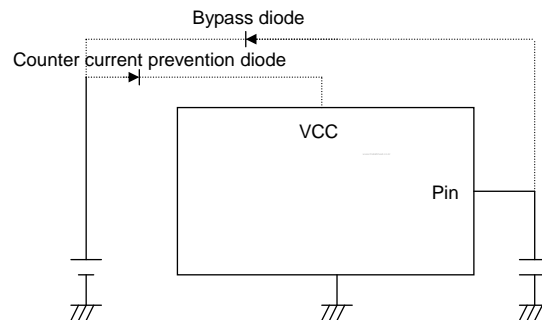 Bypass diode
Counter current prevention diode
VCC
Pin